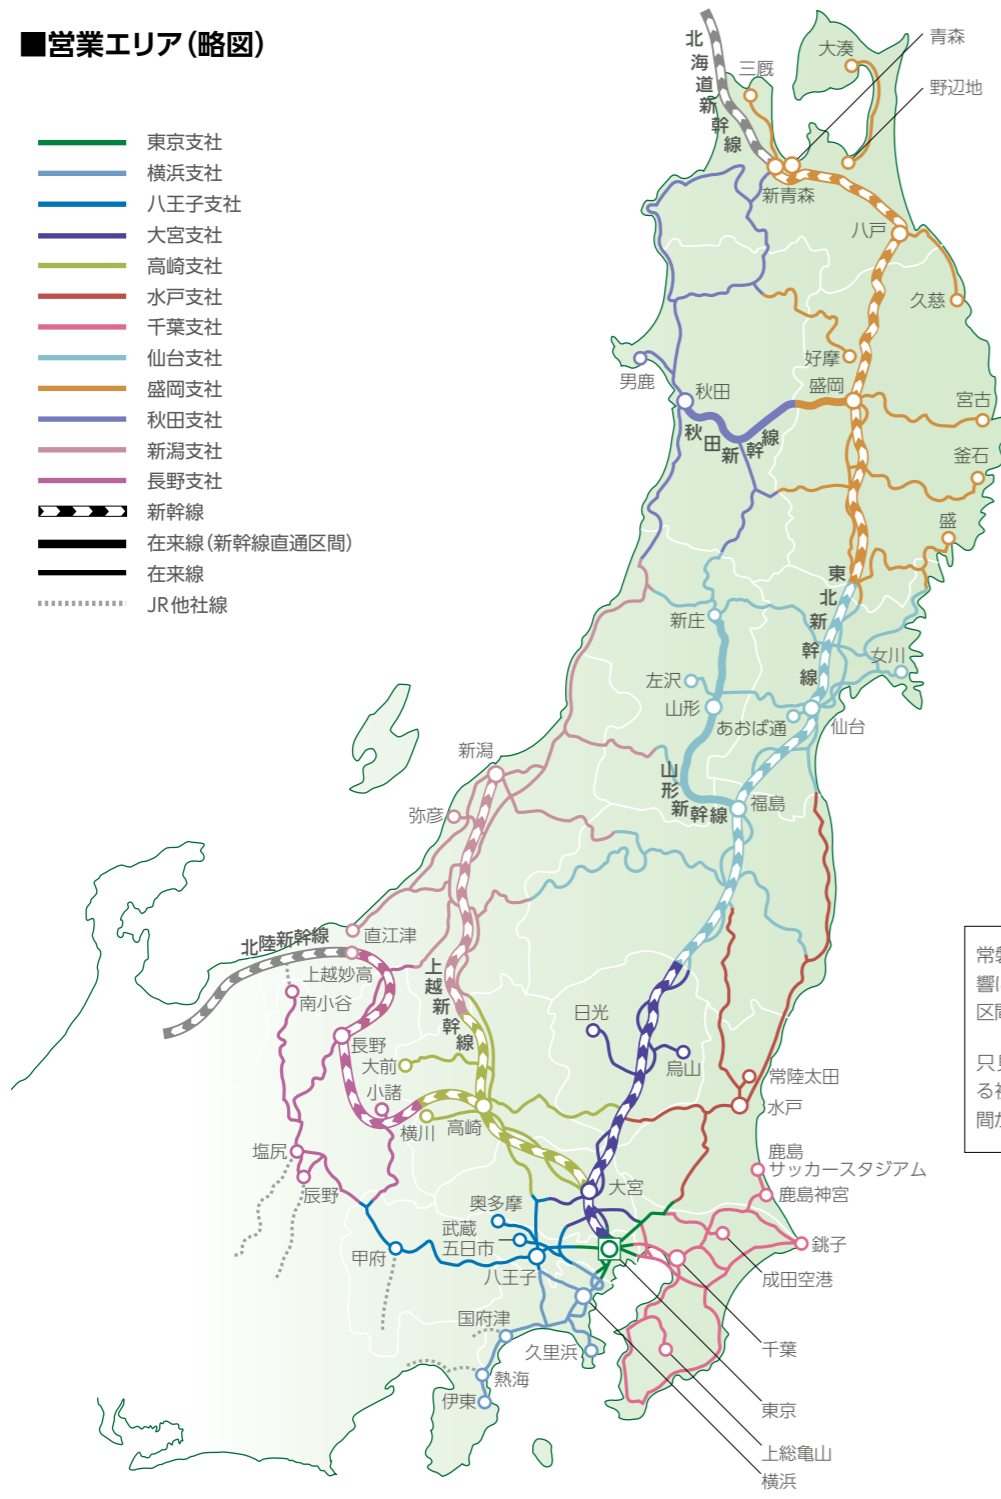 ■営業エリア(略図)
東京支社
横浜支社
八王子支社
大宮支社
高崎支社
水戸支社
千葉支社
仙台支社
盛岡支社
秋田支社
新潟支社
長野支社
新幹線
在来線(新幹線直通区間)
在来線
JR他社線
北海道新幹線
三厩
大湊
青森
野辺地
新青森
八戸
久慈
好摩
盛岡
男鹿
秋田
秋田新幹線
宮古
釜石
盛
東北新幹線
新庄
女川
左沢
山形
あおば通
仙台
山形新幹線
福島
新潟
弥彦
直江津
北陸新幹線
上越妙高
上越新幹線
南小谷
長野
大前
小諸
横川
高崎
日光
烏山
常陸太田
水戸
塩尻
辰野
大宮
鹿島
サッカースタジアム
鹿島神宮
奥多摩
武蔵
五日市
銚子
甲府
八王子
成田空港
国府津
久里浜
千葉
熱海
伊東
東京
上総亀山
横浜
常磐
響に
区間
只見
る被
間が